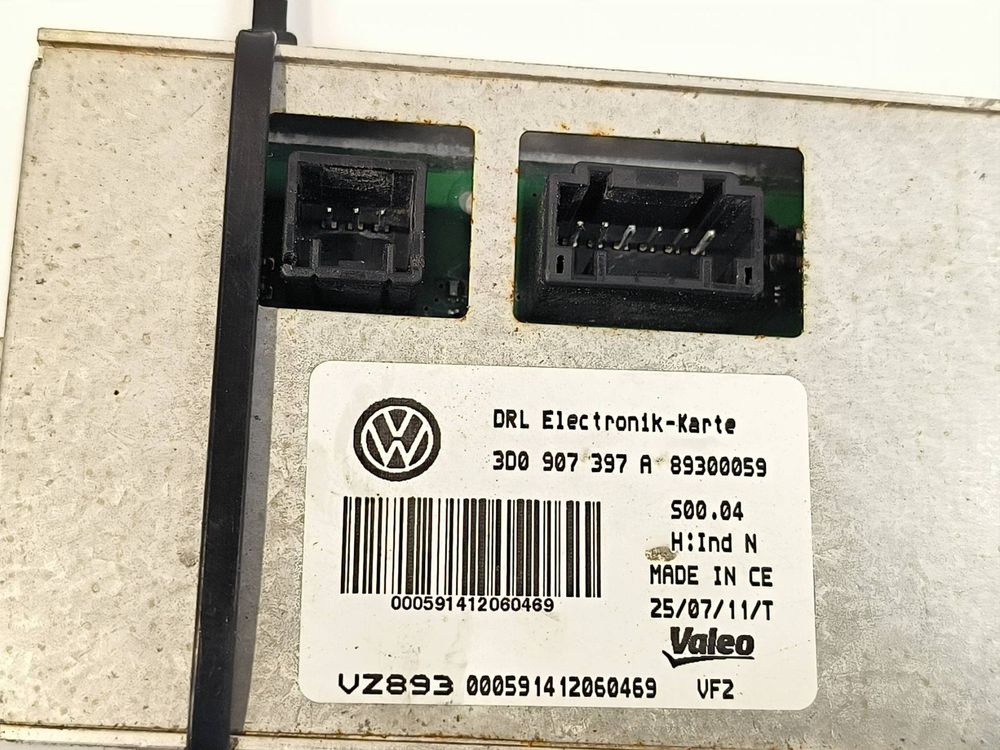 DRL Electronik-Karte
3D0 907 397 A 89300059
S00.04
H:Ind N
MADE IN CE
25/07/11/T
000591412060469
Valeo
VZ893 000591412060469 VF2